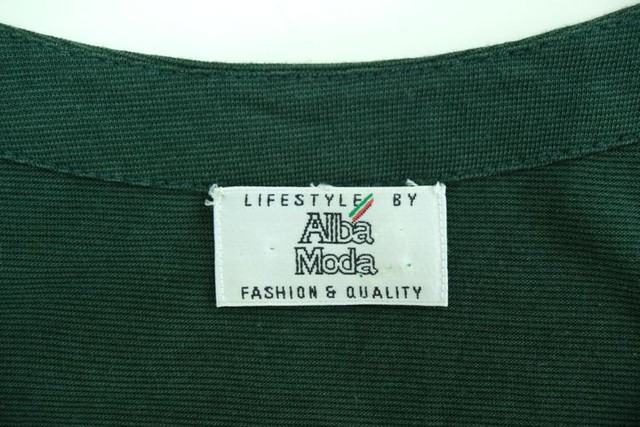 LIFESTYLE BY
Alba
Moda
FASHION & QUALITY